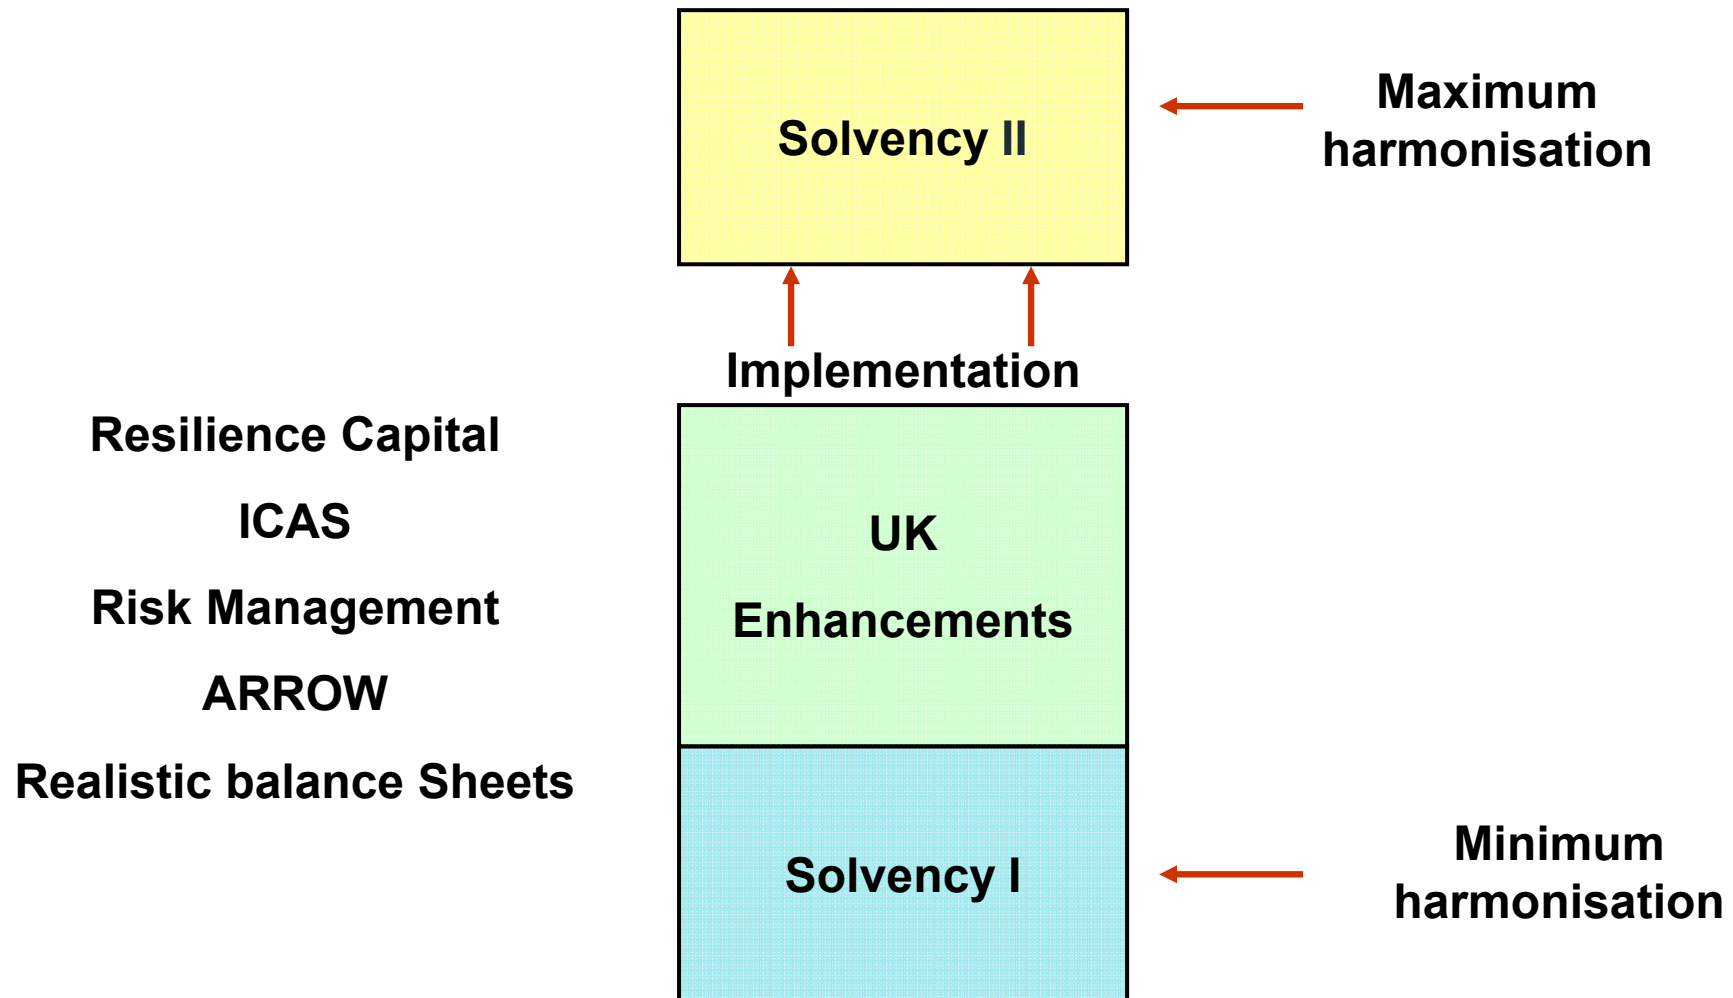 Solvency II
Maximum
harmonisation
Implementation
Resilience Capital
ICAS
Risk Management
ARROW
Realistic balance Sheets
UK
Enhancements
Solvency I
Minimum
harmonisation